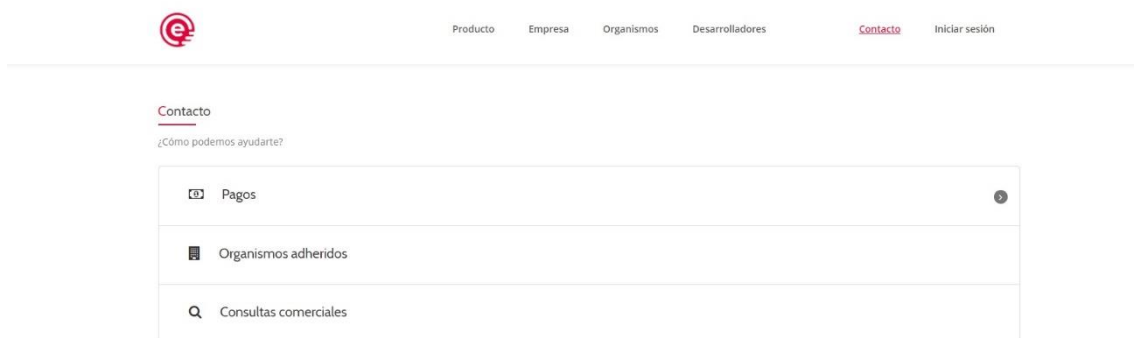 Producto Empresa Organismos Desarrolladores Contacto Iniciar sesión
Contacto
¿Cómo podemos ayudarte?
Pagos
Organismos adheridos
Consultas comerciales